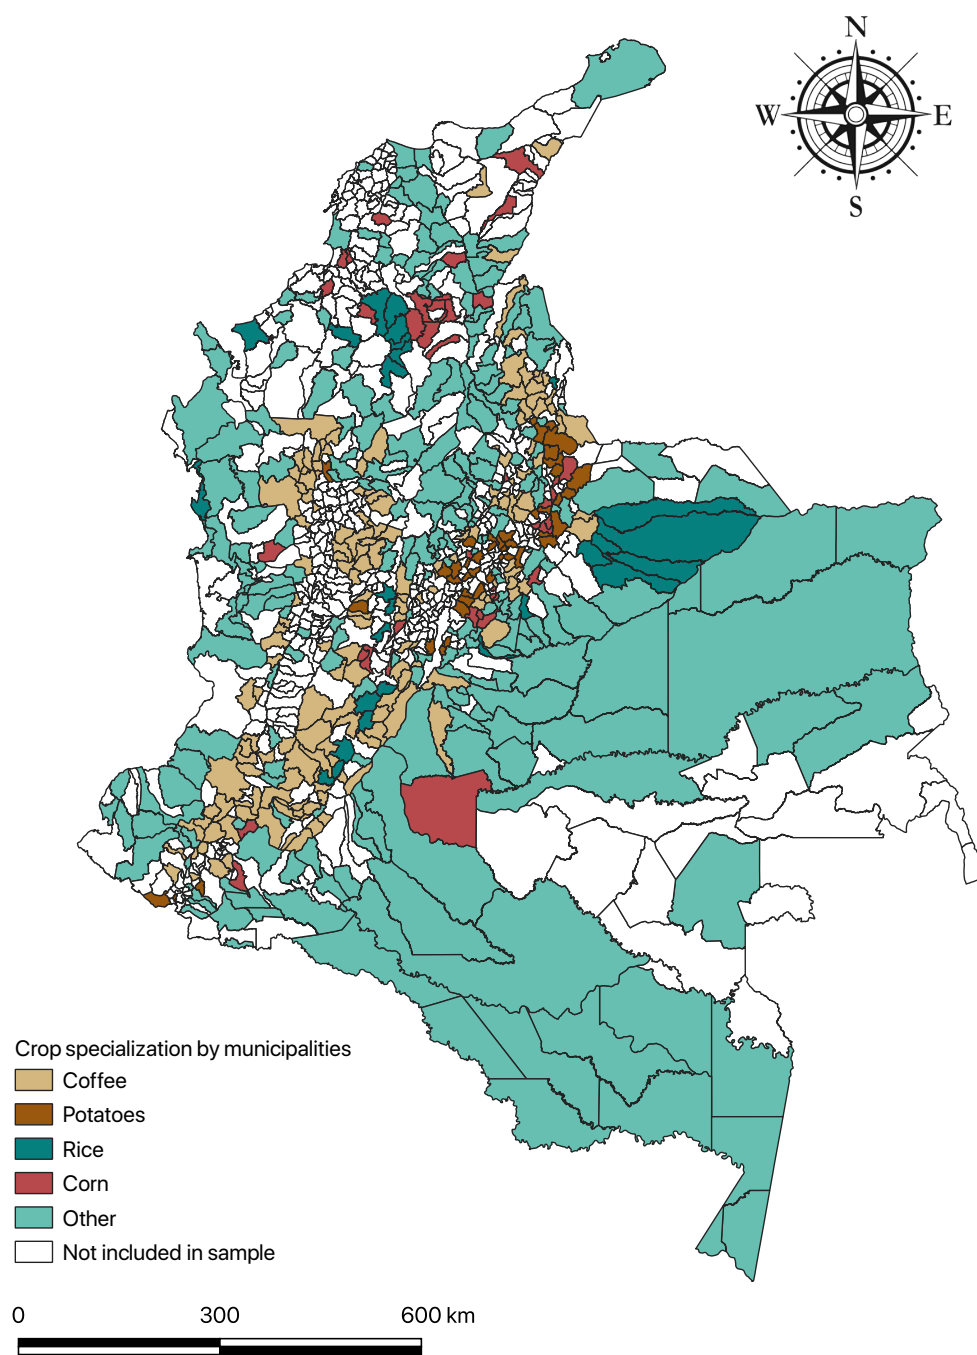 N
W E
S
Crop specialization by municipalities
Coffee
Potatoes
Rice
Corn
Other
Not included in sample
0 300 600 km